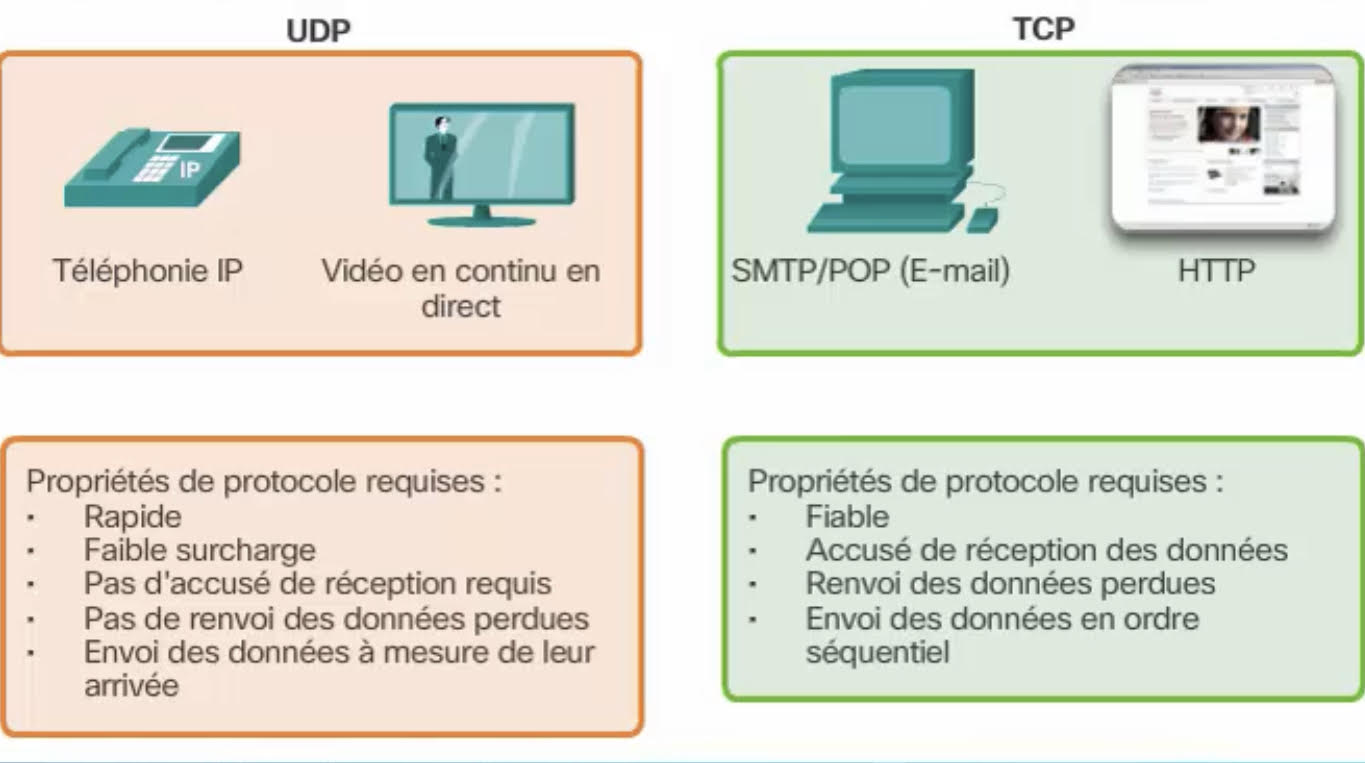 UDP
IP
Téléphonie IP
Vidéo en continu en
direct
TCP
SMTP/POP (E-mail)
HTTP
Propriétés de protocole requises :
· Rapide
· Faible surcharge
· Pas d'accusé de réception requis
· Pas de renvoi des données perdues
· Envoi des données à mesure de leur
arrivée
Propriétés de protocole requises :
· Fiable
· Accusé de réception des données
· Renvoi des données perdues
· Envoi des données en ordre
séquentiel